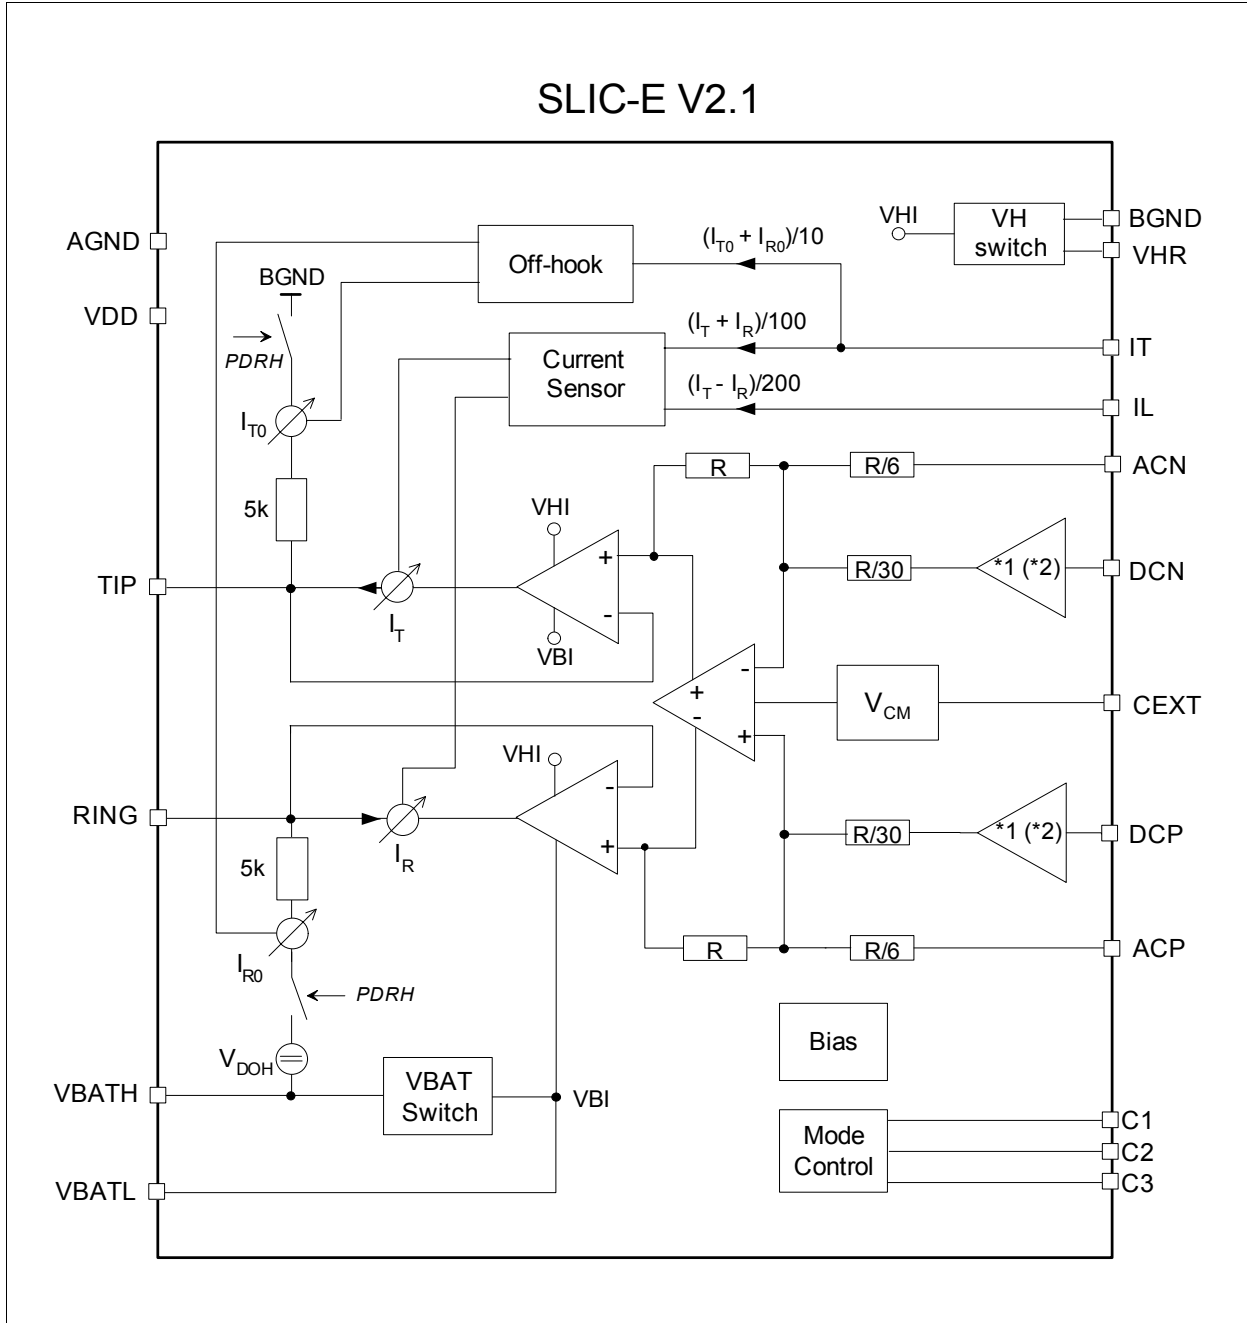 SLIC-E V2.1
AGND
VDD
TIP
RING
VBATH
VBATL
BGND
VHR
IT
IL
ACN
DCN
CEXT
DCP
ACP
C1
C2
C3
VHI
VH
switch
Off-hook
(IT0 + IR0)/10
BGND
PDRH
IT0
5k
Current
Sensor
(IT + IR)/100
(IT - IR)/200
R
R/6
VHI
+
-
VBI
IT
R/30
*1 (*2)
-
+
-
+
VCM
VHI
-
+
IR
5k
IR0
PDRH
VDOH
R/30
*1 (*2)
R
R/6
VBAT
Switch
VBI
Bias
Mode
Control